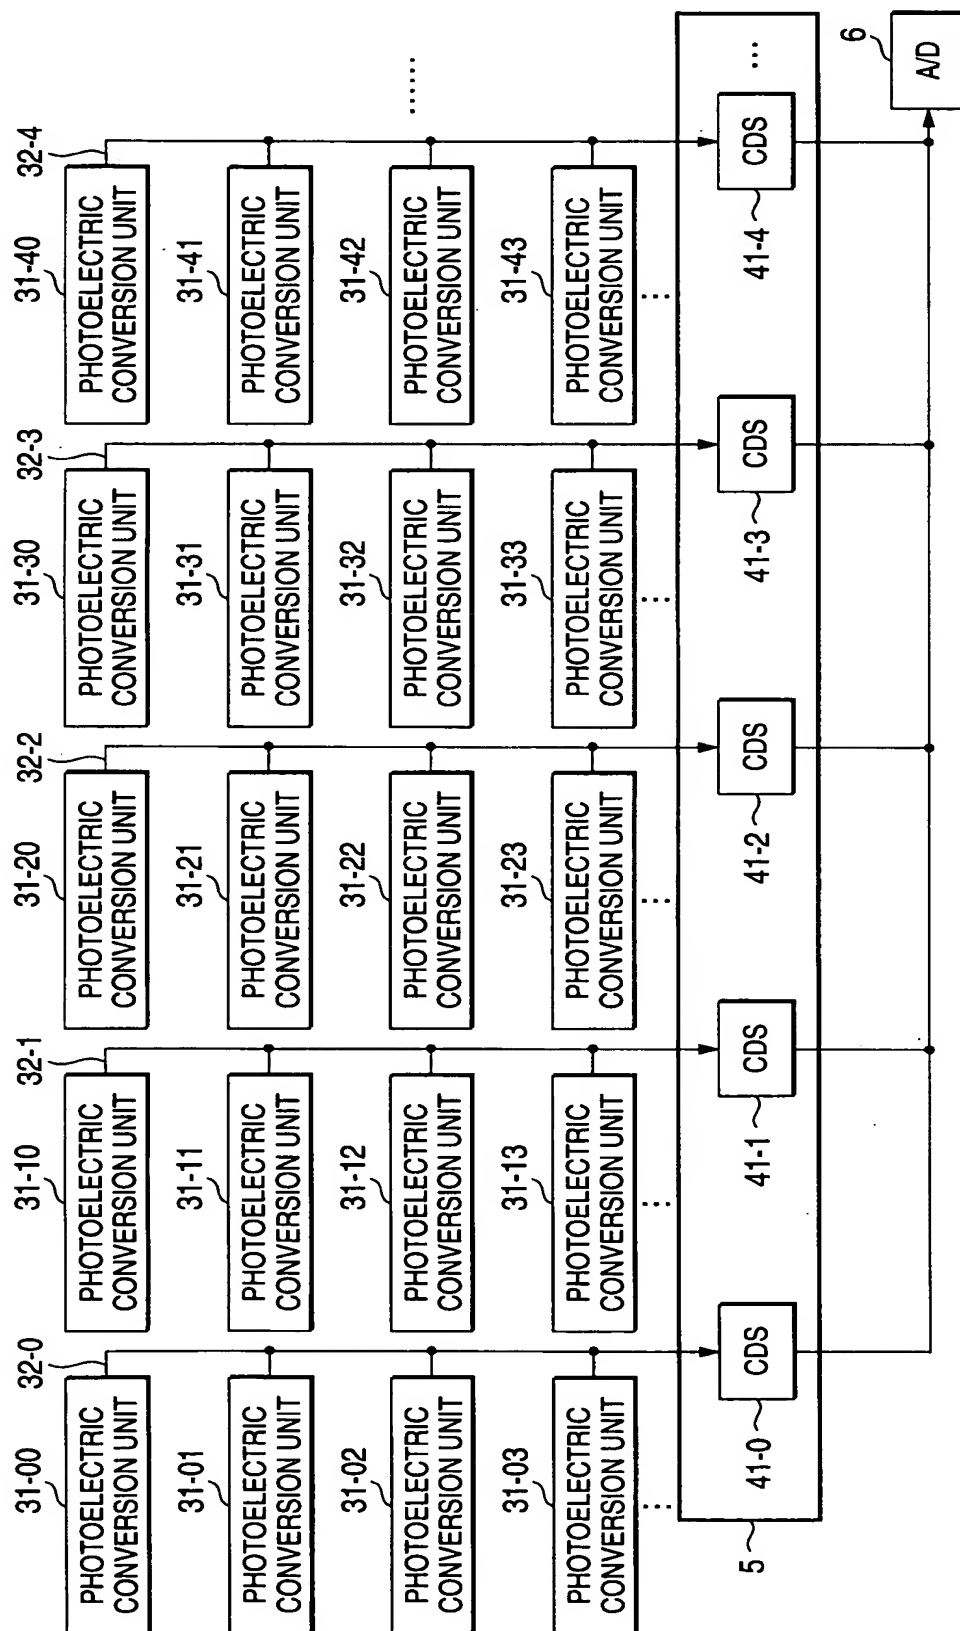 31-00 32-0 31-10 32-1 31-20 32-2 31-30 32-3 31-40 32-4
PHOTOELECTRIC
CONVERSION UNIT
PHOTOELECTRIC
CONVERSION UNIT
PHOTOELECTRIC
CONVERSION UNIT
PHOTOELECTRIC
CONVERSION UNIT
PHOTOELECTRIC
CONVERSION UNIT
31-01 31-11 31-21 31-31 31-41
PHOTOELECTRIC
CONVERSION UNIT
PHOTOELECTRIC
CONVERSION UNIT
PHOTOELECTRIC
CONVERSION UNIT
PHOTOELECTRIC
CONVERSION UNIT
PHOTOELECTRIC
CONVERSION UNIT
31-02 31-12 31-22 31-32 31-42
PHOTOELECTRIC
CONVERSION UNIT
PHOTOELECTRIC
CONVERSION UNIT
PHOTOELECTRIC
CONVERSION UNIT
PHOTOELECTRIC
CONVERSION UNIT
PHOTOELECTRIC
CONVERSION UNIT
......
31-03 31-13 31-23 31-33 31-43
PHOTOELECTRIC
CONVERSION UNIT
PHOTOELECTRIC
CONVERSION UNIT
PHOTOELECTRIC
CONVERSION UNIT
PHOTOELECTRIC
CONVERSION UNIT
PHOTOELECTRIC
CONVERSION UNIT
... ... ... ... ...
5 41-0 CDS 41-1 CDS 41-2 CDS 41-3 CDS 41-4 CDS ...
6
A/D